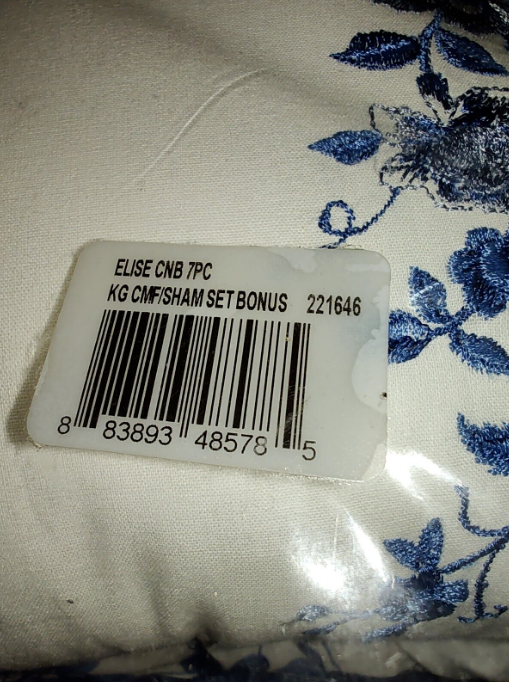 ELISE CNB 7PC
KG CMF/SHAM SET BONUS 221646
8 83893 48578 5